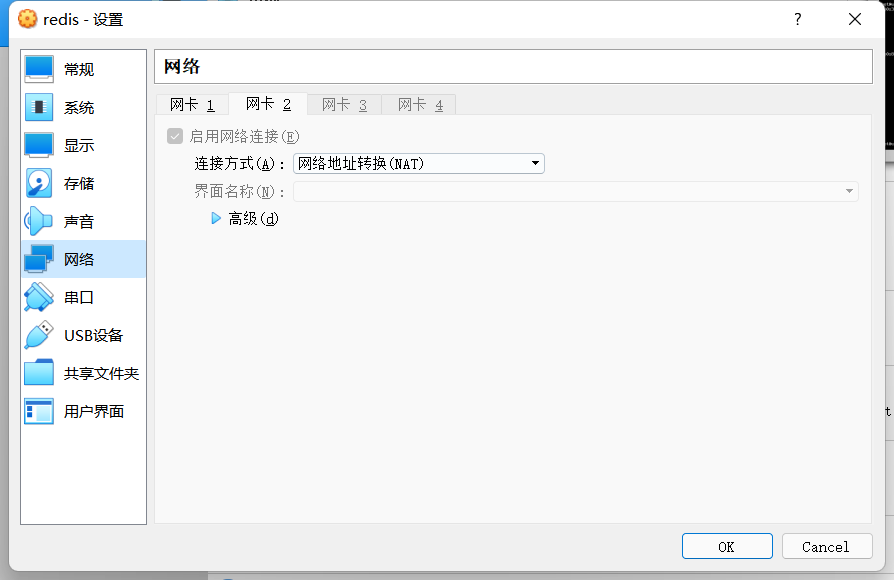 redis - 设置
?
常规
系统
显示
存储
声音
网络
串口
USB设备
共享文件夹
用户界面
网络
网卡 1 网卡 2 网卡 3 网卡 4
启用网络连接(E)
连接方式(A): 网络地址转换(NAT)
界面名称(N):
高级(d)
OK Cancel